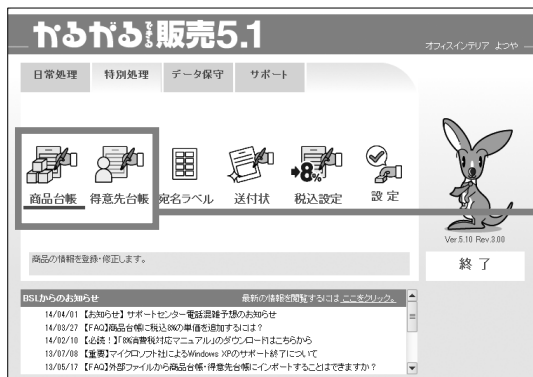 かるがるできる販売5.1
オフィスインテリア よつや
日常処理 特別処理 データ保守 サポート
商品台帳 得意先台帳 宛名ラベル 送付状 8% 税込設定 設定
Ver.5.10 Rev.3.00
商品の情報を登録・修正します。
終了
BSLからのお知らせ 最新の情報を閲覧するには ここをクリック。
14/04/01 【お知らせ】サポートセンター電話混雑予想のお知らせ
14/03/27 【FAQ】商品台帳に税込8%の単価を追加するには？
14/02/10 【必読！】「8%消費税対応マニュアル」のダウンロードはこちらから
13/07/08 【重要】マイクロソフト社によるWindows XPのサポート終了について
13/05/17 【FAQ】外部ファイルから商品台帳・得意先台帳にインポートすることはできますか？